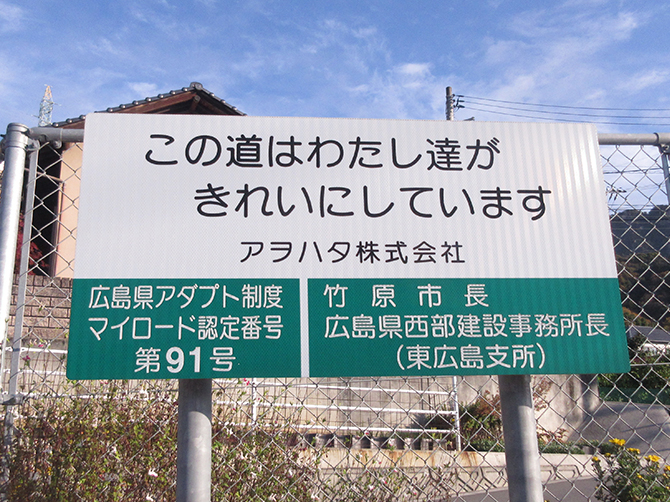 この道はわたし達が
きれいにしています
アヲハタ株式会社
広島県アダプト制度
マイロード認定番号
第91号
竹原市長
広島県西部建設事務所長
(東広島支所)